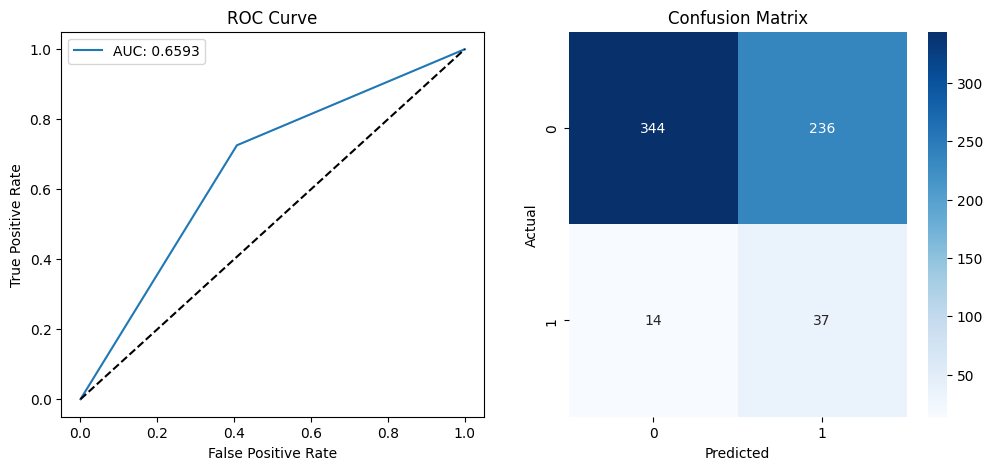 ROC Curve
AUC: 0.6593
1.0
0.8
0.6
0.4
0.2
0.0
True Positive Rate
0.0 0.2 0.4 0.6 0.8 1.0
False Positive Rate
Confusion Matrix
344 236
14 37
0
1
Actual
0 1
Predicted
300
250
200
150
100
50